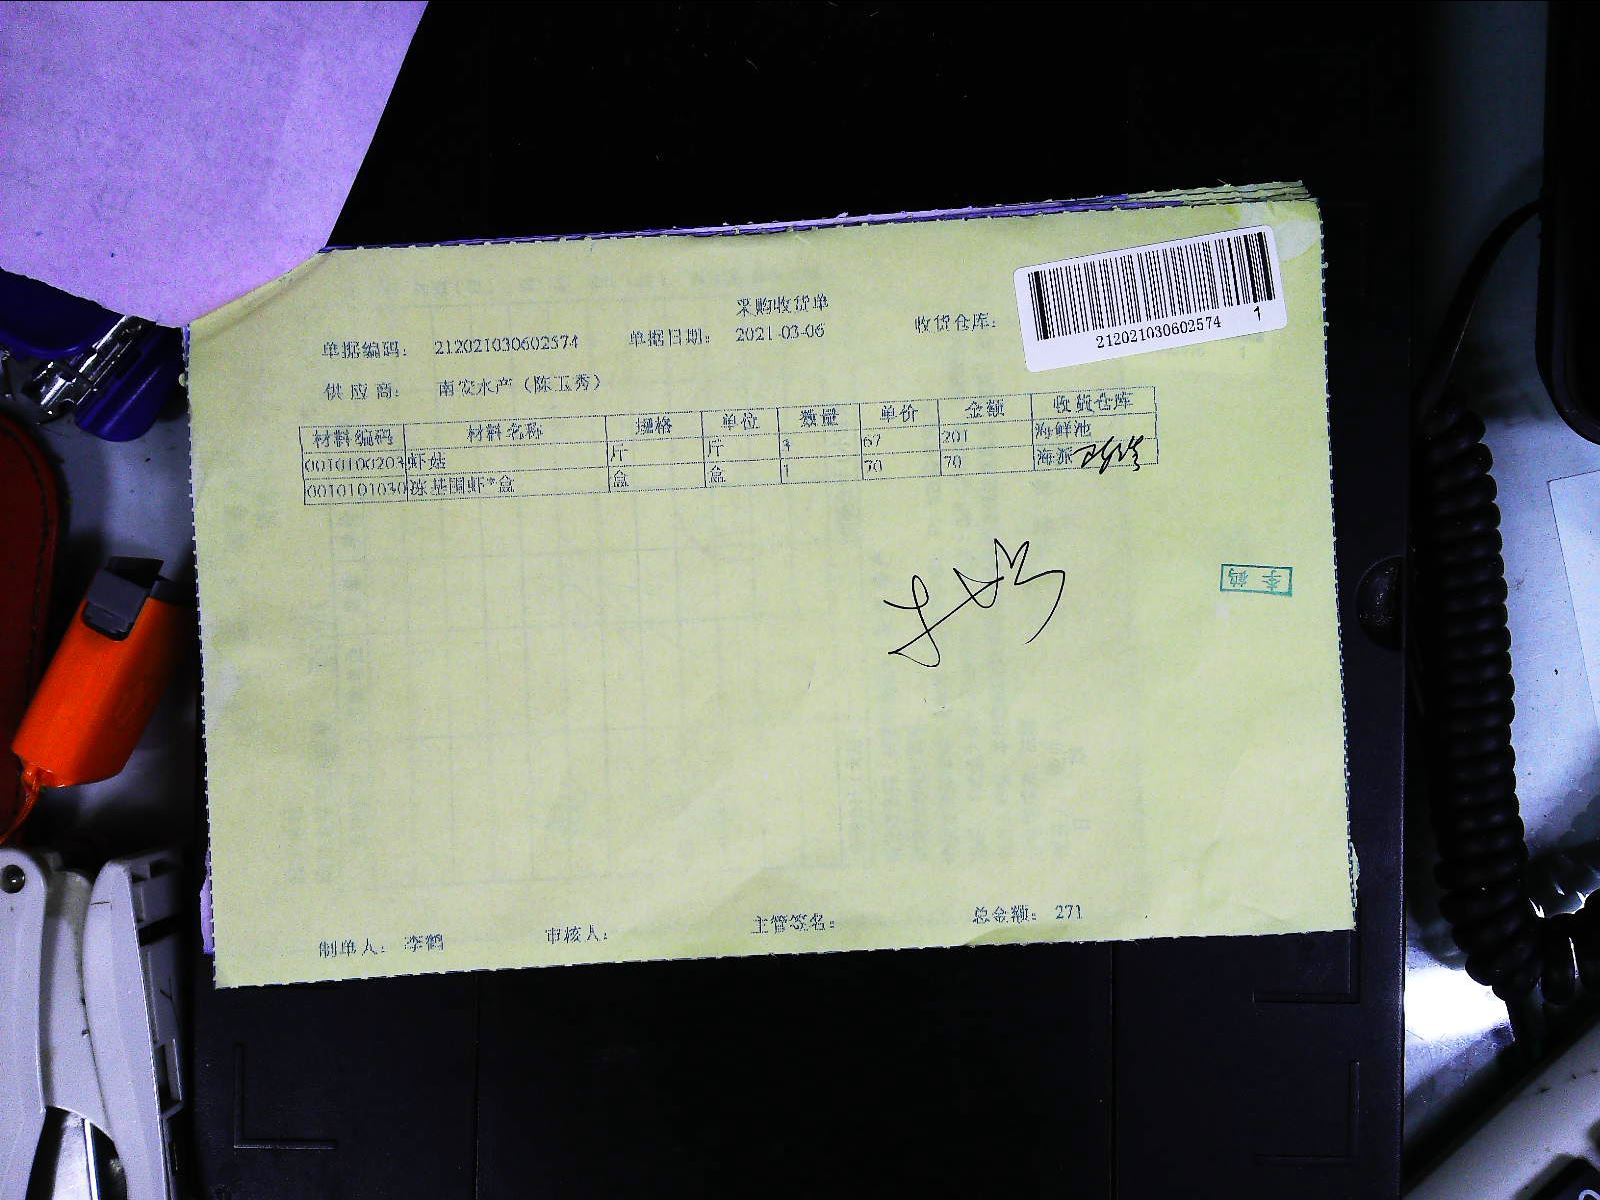 采购收货单
单据编码： 212021030602574 单据日期： 2021-03-06 收货仓库：
212021030602574 1
供应商： 南安水产（陈玉秀）
材料编码 材料名称 规格 单位 数量 单价 金额 收货仓库
0010100203 虾姑 斤 斤 3 67 201 海鲜池
0010101030 冻基围虾*盒 盒 盒 1 70 70 海派
李鹤
制单人： 李鹤 审核人： 主管签名： 总金额： 271